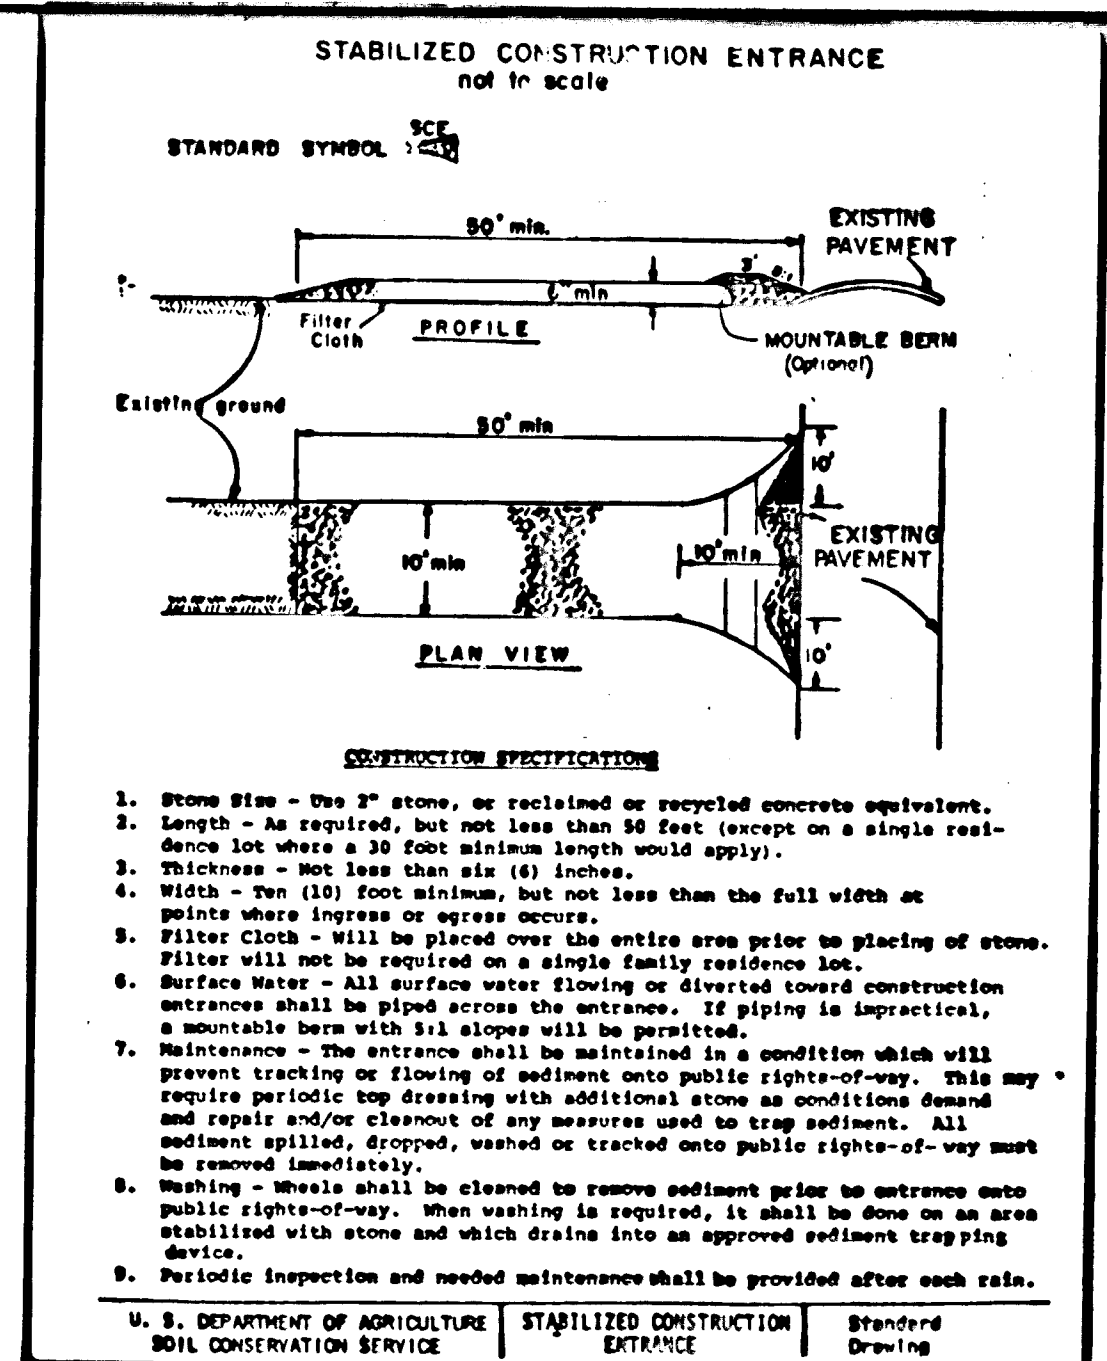 STABILIZED CONSTRUCTION ENTRANCE
not to scale
SCE
STANDARD SYMBOL
50' min.
EXISTING
PAVEMENT
3'
6" min
Filter
Cloth
PROFILE
MOUNTABLE BERM
(Optional)
Existing ground
50' min
10'
10' min
10' min
EXISTING
PAVEMENT
10'
PLAN VIEW
CONSTRUCTION SPECIFICATIONS
1. Stone Size - Use 2" stone, or reclaimed or recycled concrete equivalent.
2. Length - As required, but not less than 50 feet (except on a single resi-
dence lot where a 30 foot minimum length would apply).
3. Thickness - Not less than six (6) inches.
4. Width - Ten (10) foot minimum, but not less than the full width at
points where ingress or egress occurs.
5. Filter Cloth - Will be placed over the entire area prior to placing of stone.
Filter will not be required on a single family residence lot.
6. Surface Water - All surface water flowing or diverted toward construction
entrances shall be piped across the entrance. If piping is impractical,
a mountable berm with 5:1 slopes will be permitted.
7. Maintenance - The entrance shall be maintained in a condition which will
prevent tracking or flowing of sediment onto public rights-of-way. This may
require periodic top dressing with additional stone as conditions demand
and repair and/or cleanout of any measures used to trap sediment. All
sediment spilled, dropped, washed or tracked onto public rights-of-way must
be removed immediately.
8. Washing - Wheels shall be cleaned to remove sediment prior to entrance onto
public rights-of-way. When washing is required, it shall be done on an area
stabilized with stone and which drains into an approved sediment trapping
device.
9. Periodic inspection and needed maintenance shall be provided after each rain.
U. S. DEPARTMENT OF AGRICULTURE
SOIL CONSERVATION SERVICE
STABILIZED CONSTRUCTION
ENTRANCE
Standard
Drawing